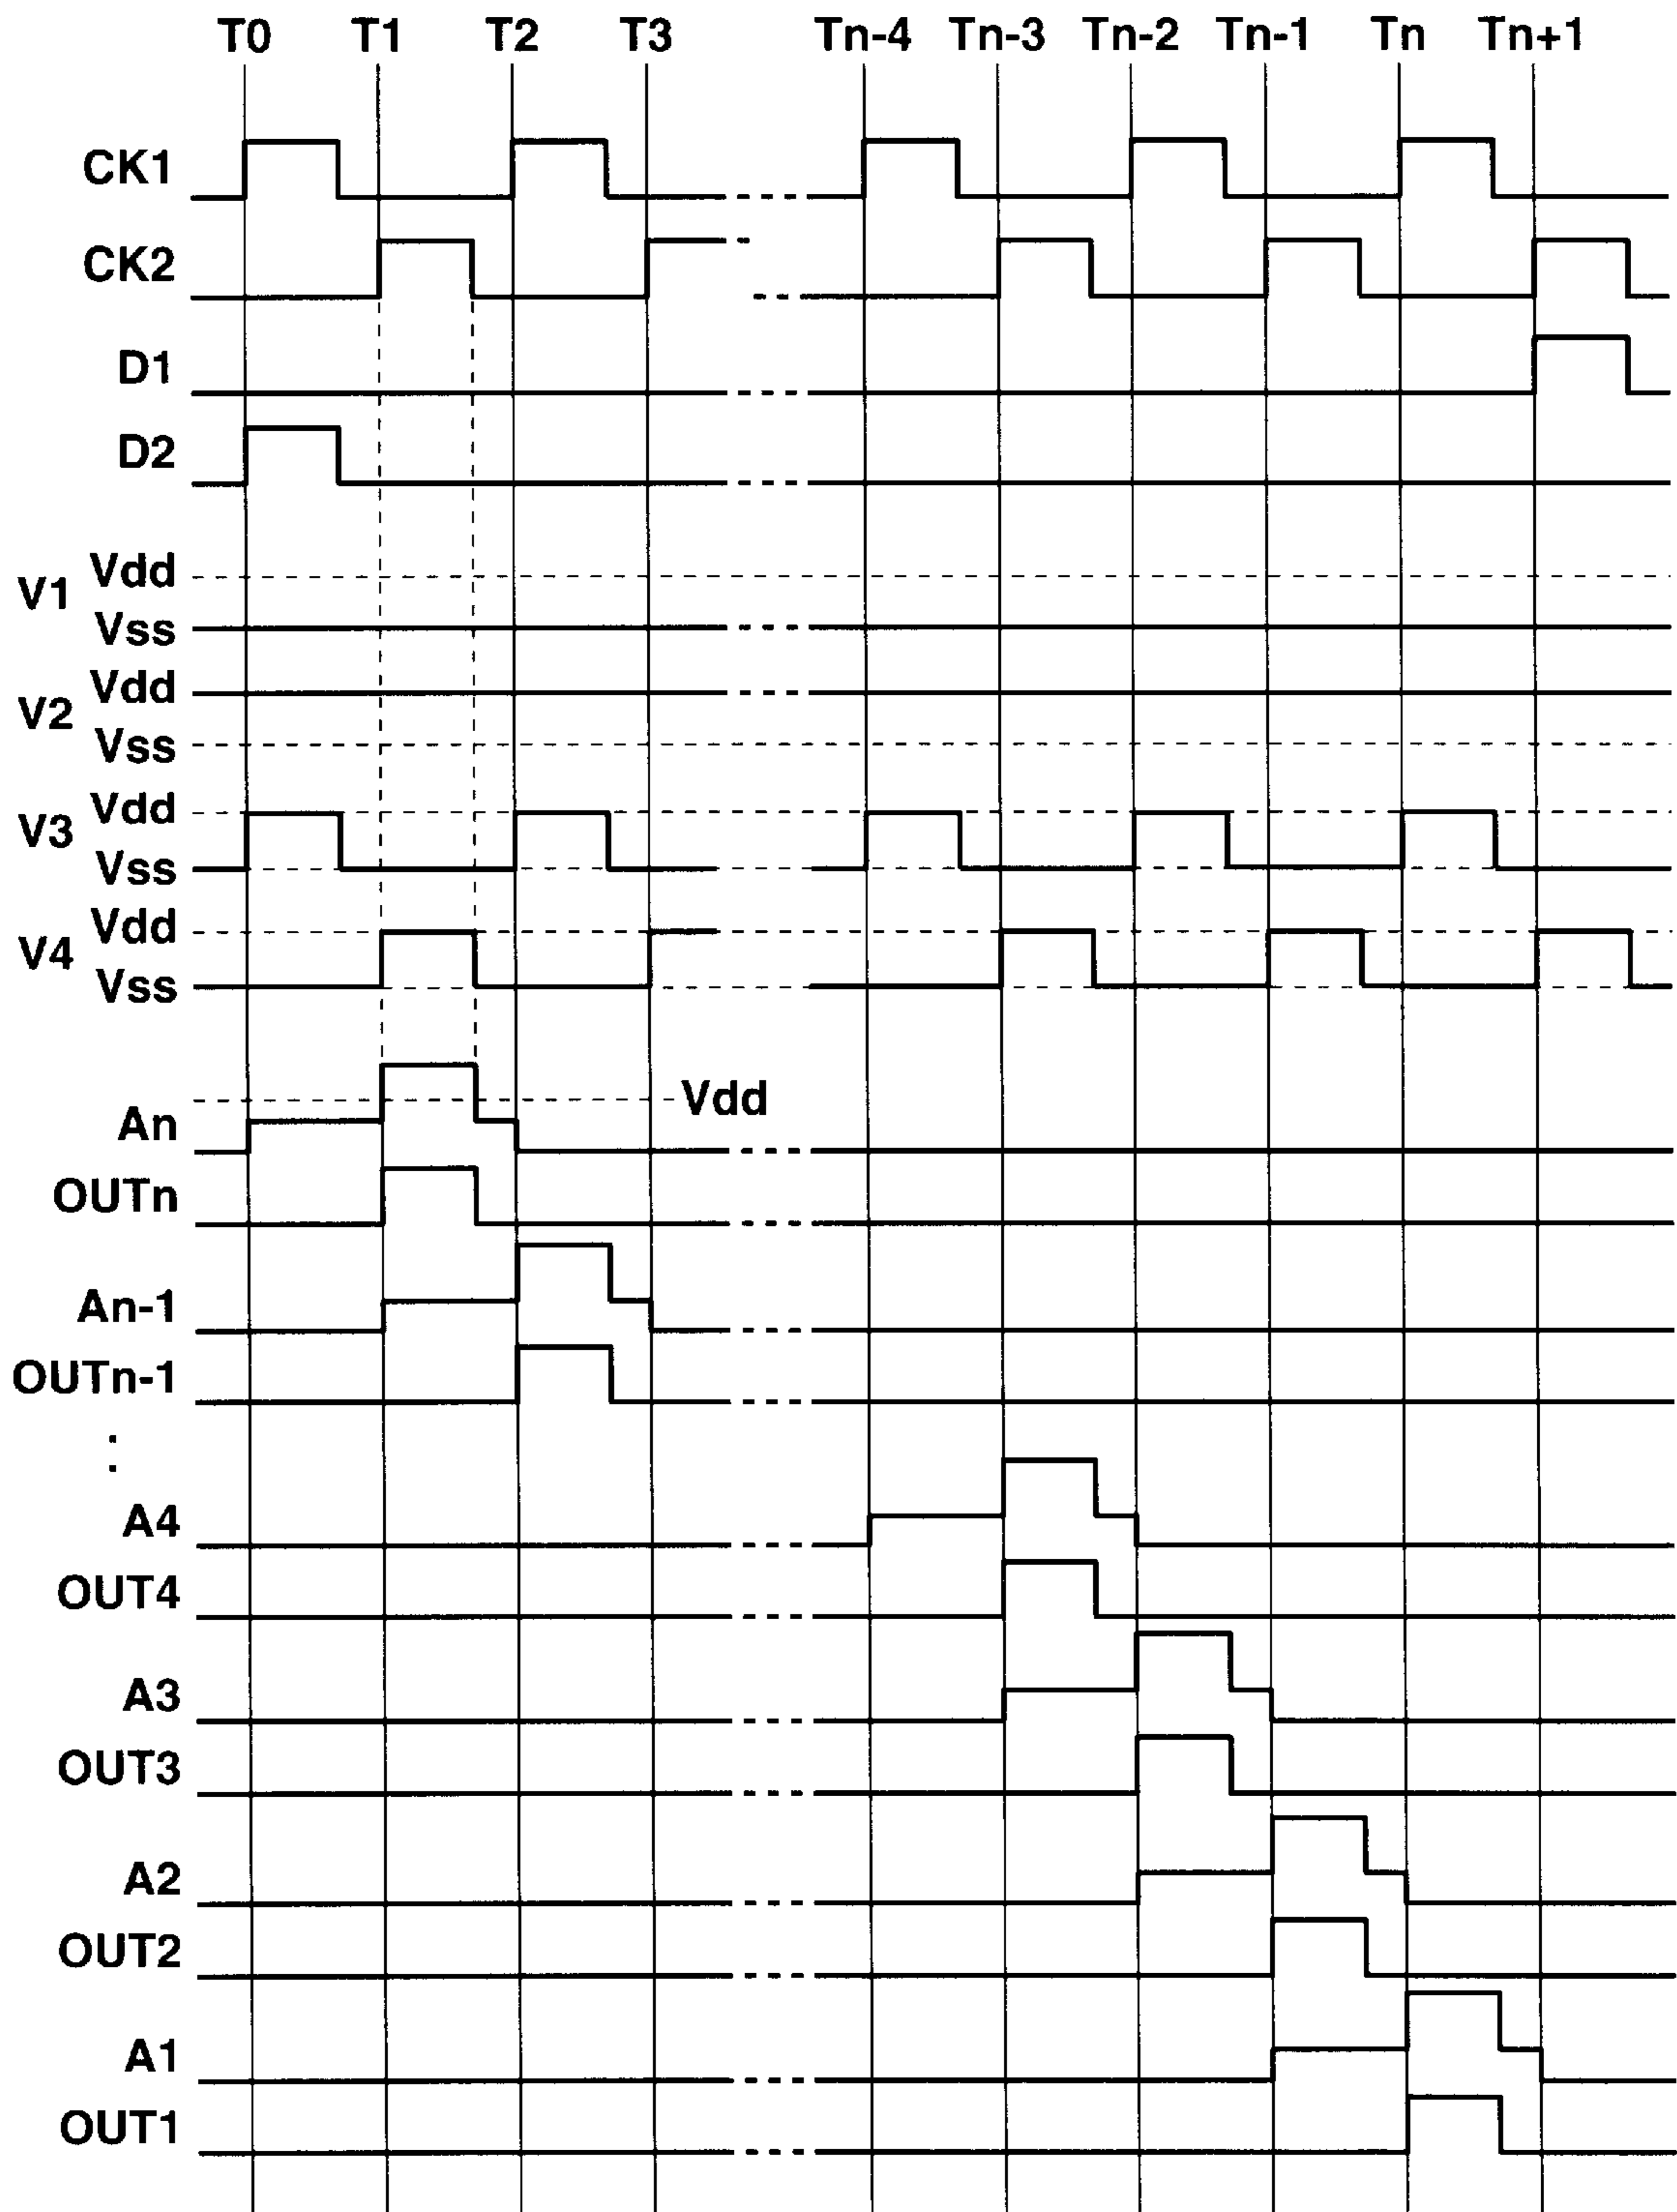 T0 T1 T2 T3 Tn-4 Tn-3 Tn-2 Tn-1 Tn Tn+1
CK1
CK2
D1
D2
V1 Vdd
Vss
V2 Vdd
Vss
V3 Vdd
Vss
V4 Vdd
Vss
Vdd
An
OUTn
An-1
OUTn-1
:
A4
OUT4
A3
OUT3
A2
OUT2
A1
OUT1